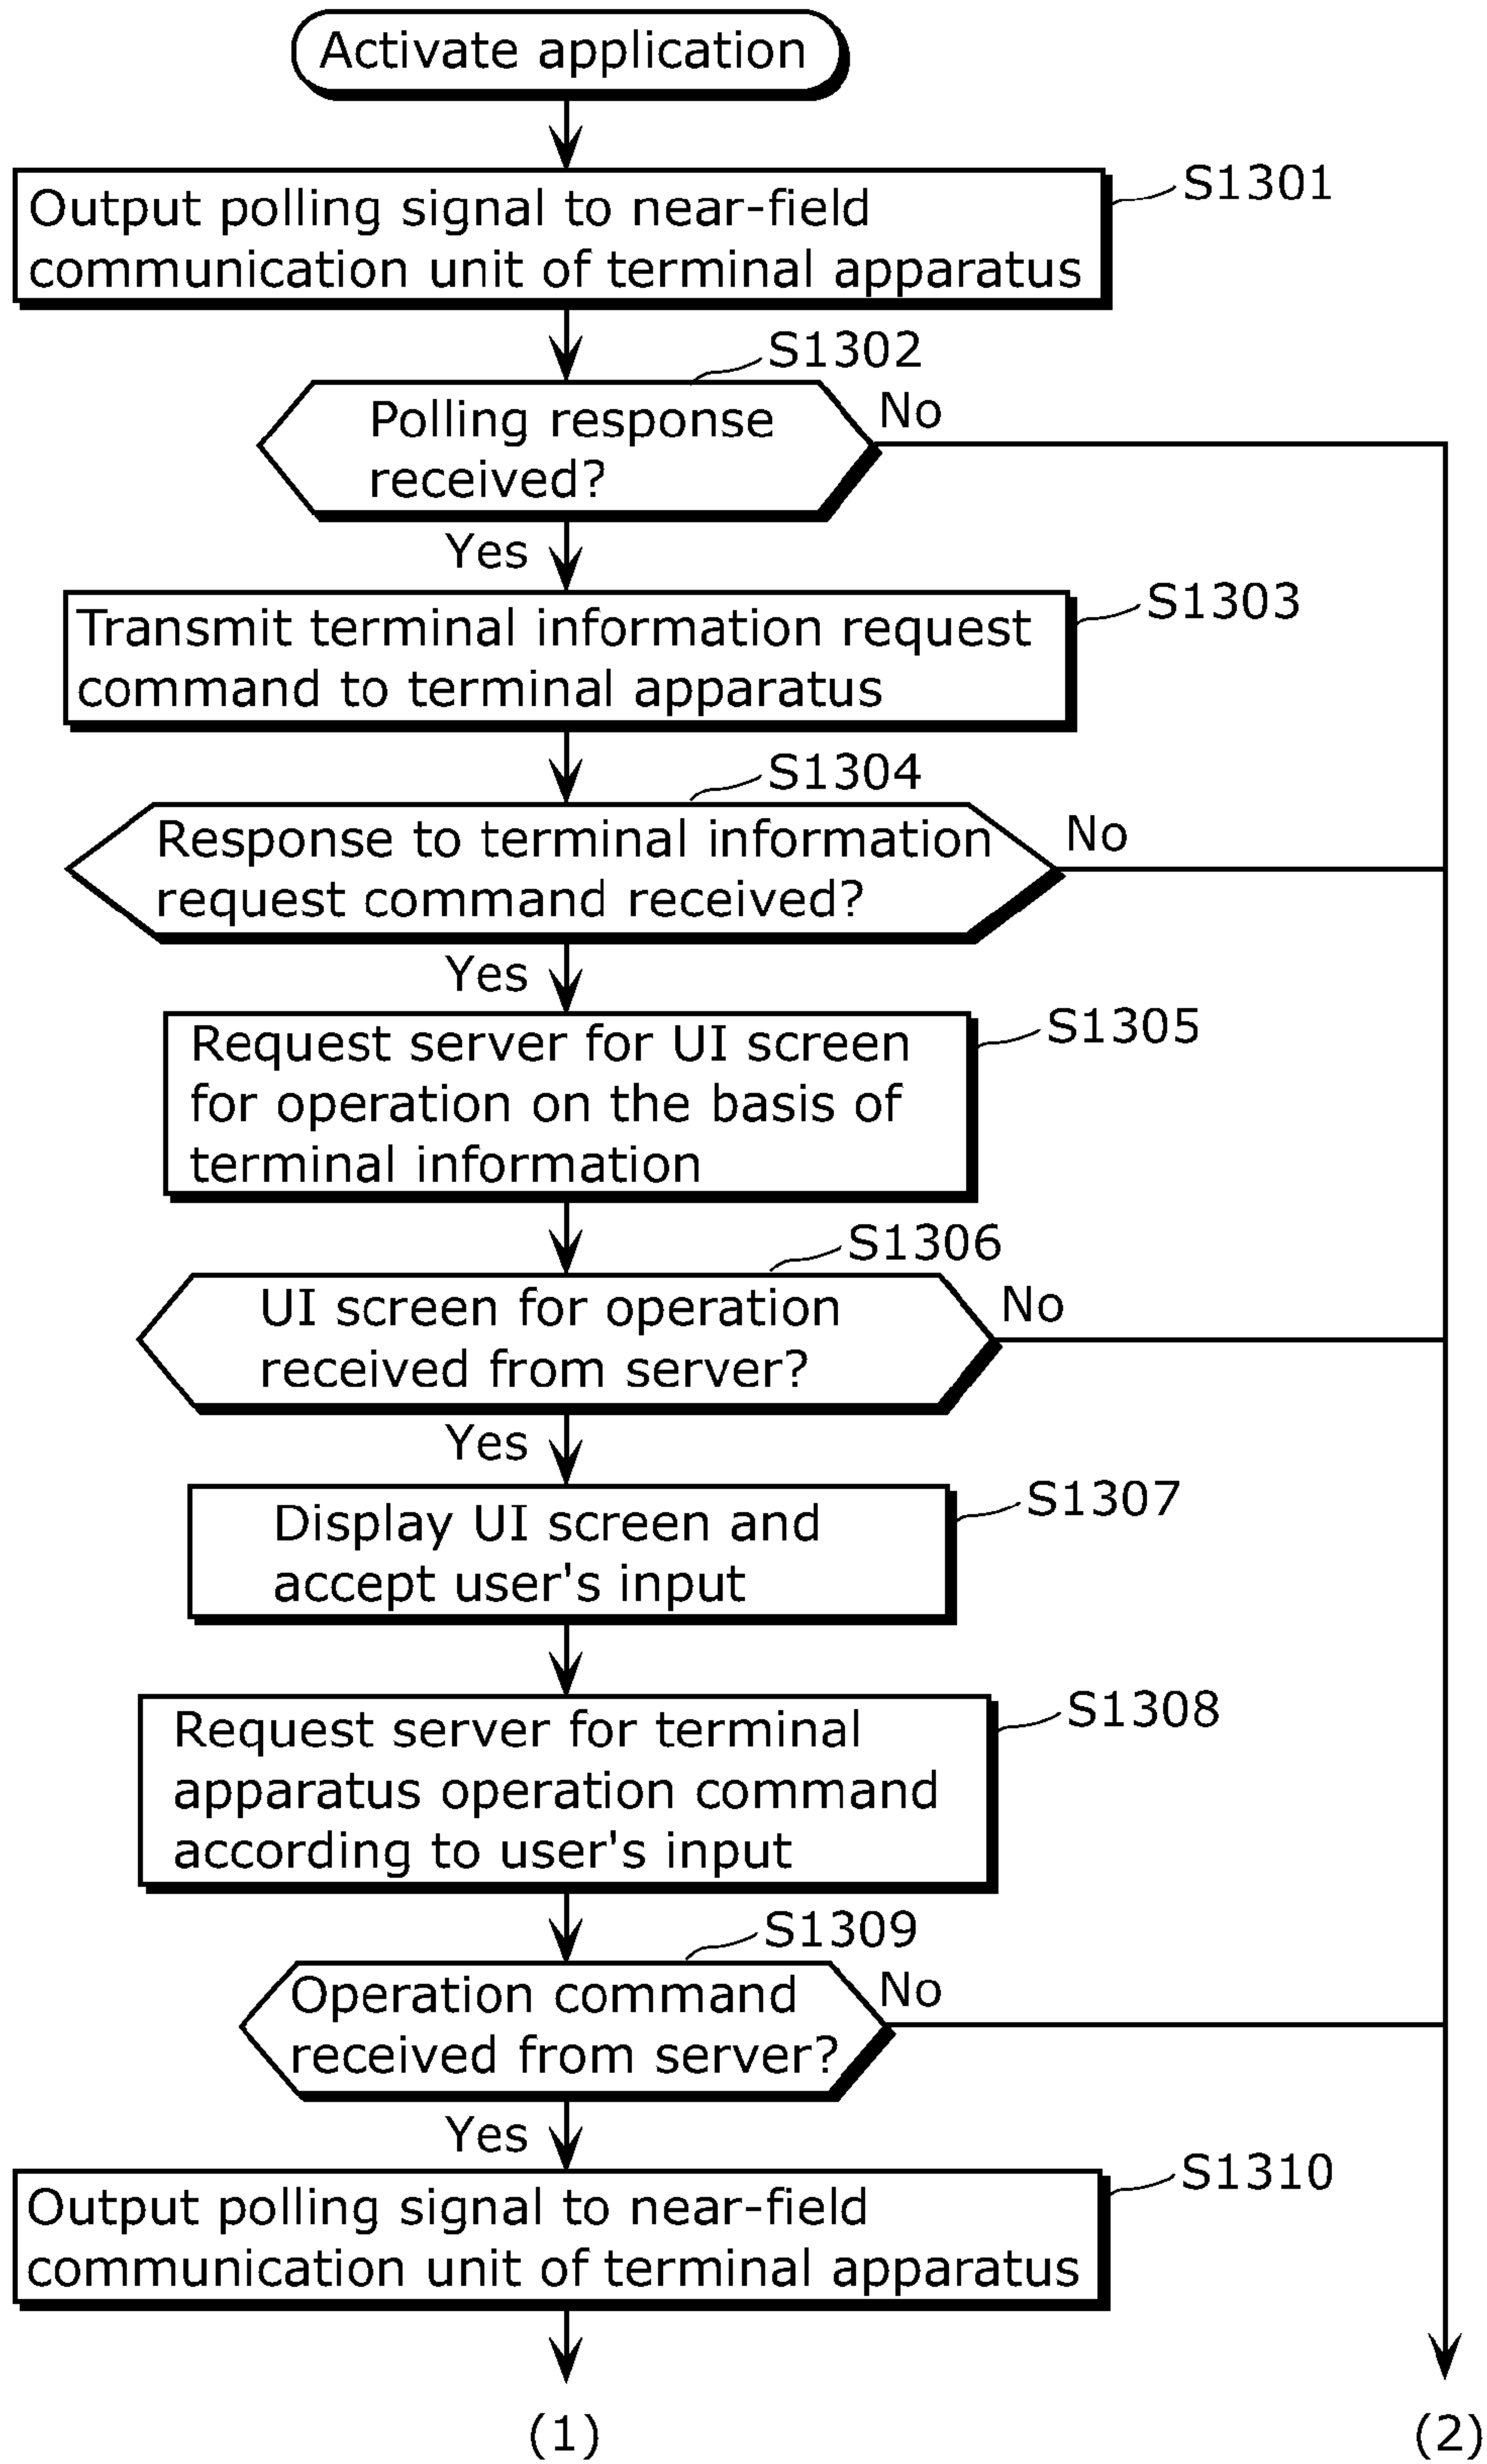 Activate application
S1301
Output polling signal to near-field
communication unit of terminal apparatus
S1302
Polling response
received?
No
Yes
S1303
Transmit terminal information request
command to terminal apparatus
S1304
Response to terminal information
request command received?
No
Yes
S1305
Request server for UI screen
for operation on the basis of
terminal information
S1306
UI screen for operation
received from server?
No
Yes
S1307
Display UI screen and
accept user's input
S1308
Request server for terminal
apparatus operation command
according to user's input
S1309
Operation command
received from server?
No
Yes
S1310
Output polling signal to near-field
communication unit of terminal apparatus
(1)
(2)